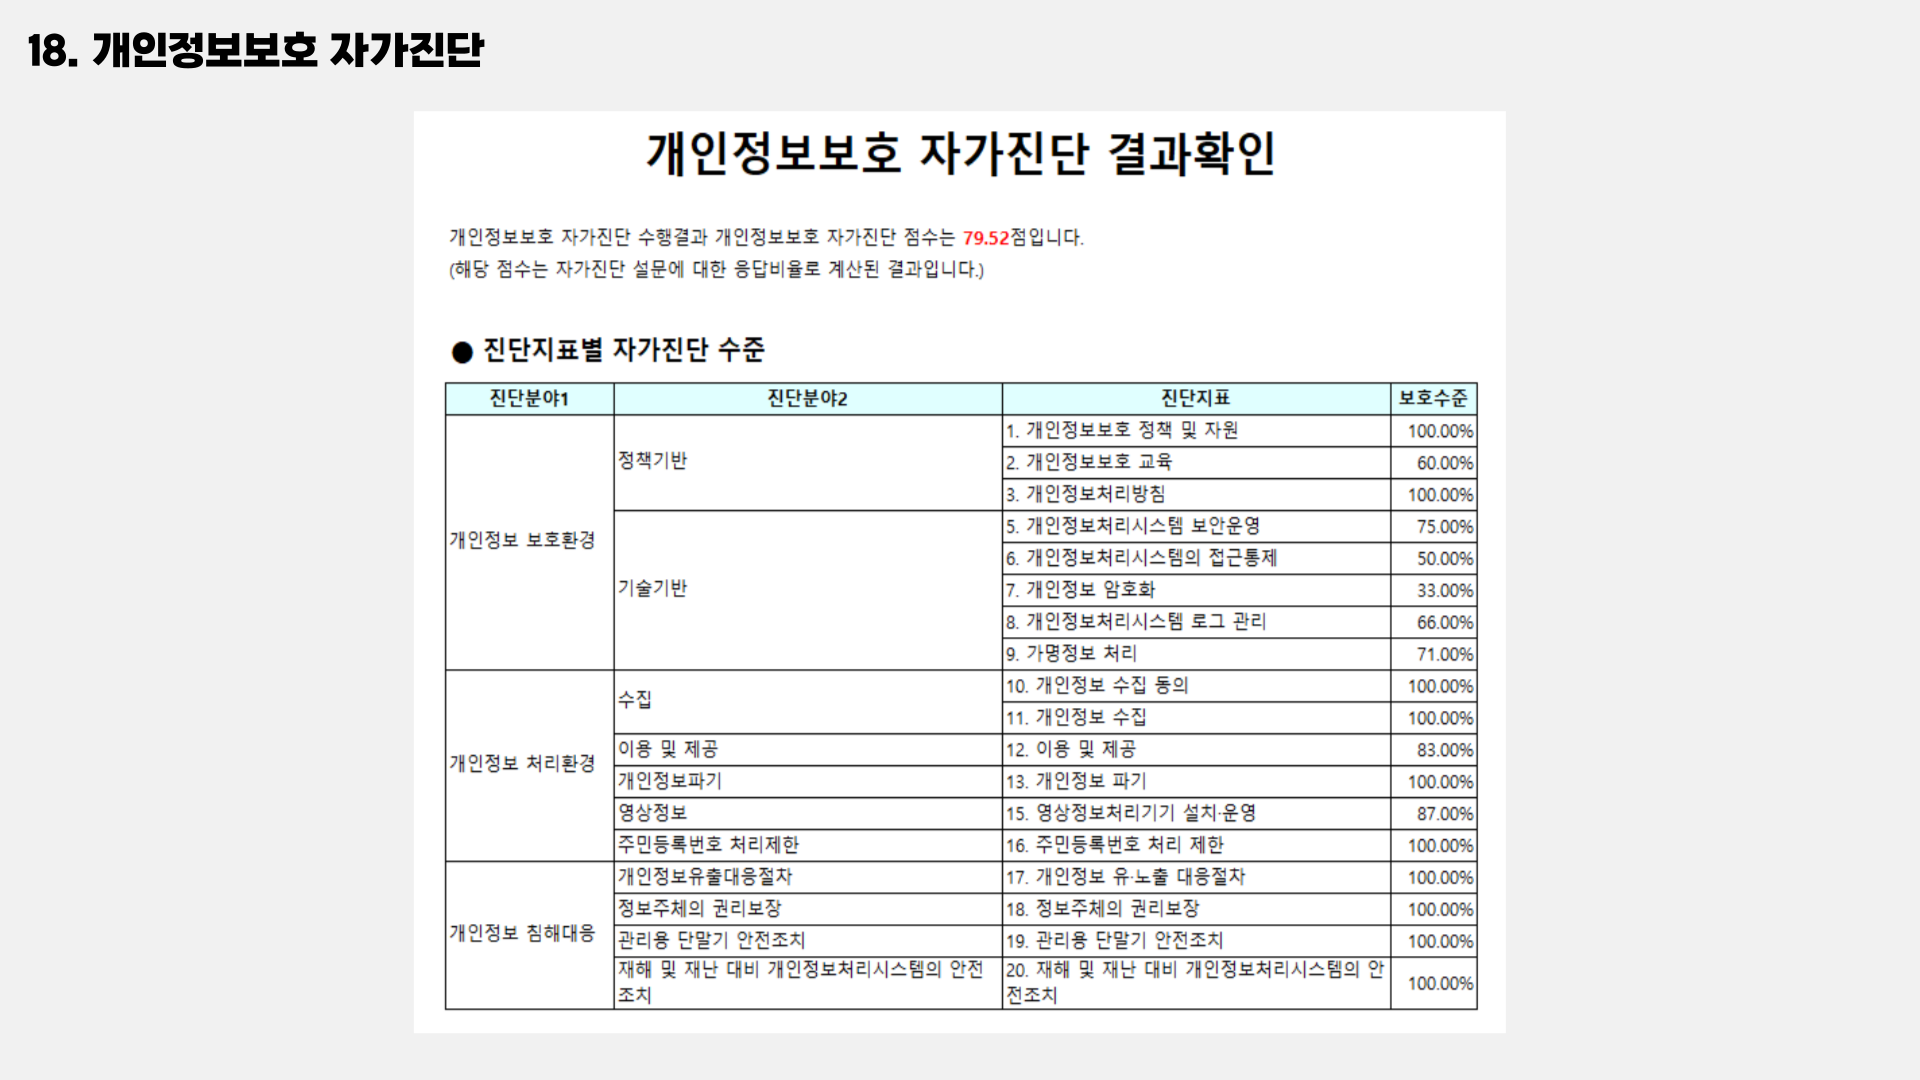 18. 개인정보보호 자가진단
개인정보보호 자가진단 결과확인
개인정보보호 자가진단 수행결과 개인정보보호 자가진단 점수는 79.52점입니다.
(해당 점수는 자가진단 설문에 대한 응답비율로 계산된 결과입니다.)
● 진단지표별 자가진단 수준
진단분야1 진단분야2 진단지표 보호수준
개인정보 보호환경
정책기반
1. 개인정보보호 정책 및 자원 100.00%
2. 개인정보보호 교육 60.00%
3. 개인정보처리방침 100.00%
기술기반
5. 개인정보처리시스템 보안운영 75.00%
6. 개인정보처리시스템의 접근통제 50.00%
7. 개인정보 암호화 33.00%
8. 개인정보처리시스템 로그 관리 66.00%
9. 가명정보 처리 71.00%
개인정보 처리환경
수집
10. 개인정보 수집 동의 100.00%
11. 개인정보 수집 100.00%
이용 및 제공 12. 이용 및 제공 83.00%
개인정보파기 13. 개인정보 파기 100.00%
영상정보 15. 영상정보처리기기 설치·운영 87.00%
주민등록번호 처리제한 16. 주민등록번호 처리 제한 100.00%
개인정보 침해대응
개인정보유출대응절차 17. 개인정보 유·노출 대응절차 100.00%
정보주체의 권리보장 18. 정보주체의 권리보장 100.00%
관리용 단말기 안전조치 19. 관리용 단말기 안전조치 100.00%
재해 및 재난 대비 개인정보처리시스템의 안전
조치
20. 재해 및 재난 대비 개인정보처리시스템의 안
전조치
100.00%